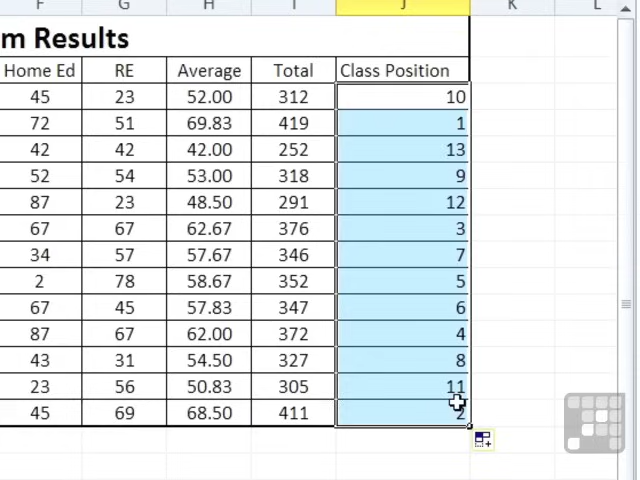 F G H I J K L
m Results
Home Ed RE Average Total Class Position
45 23 52.00 312 10
72 51 69.83 419 1
42 42 42.00 252 13
52 54 53.00 318 9
87 23 48.50 291 12
67 67 62.67 376 3
34 57 57.67 346 7
2 78 58.67 352 5
67 45 57.83 347 6
87 67 62.00 372 4
43 31 54.50 327 8
23 56 50.83 305 11
45 69 68.50 411 2